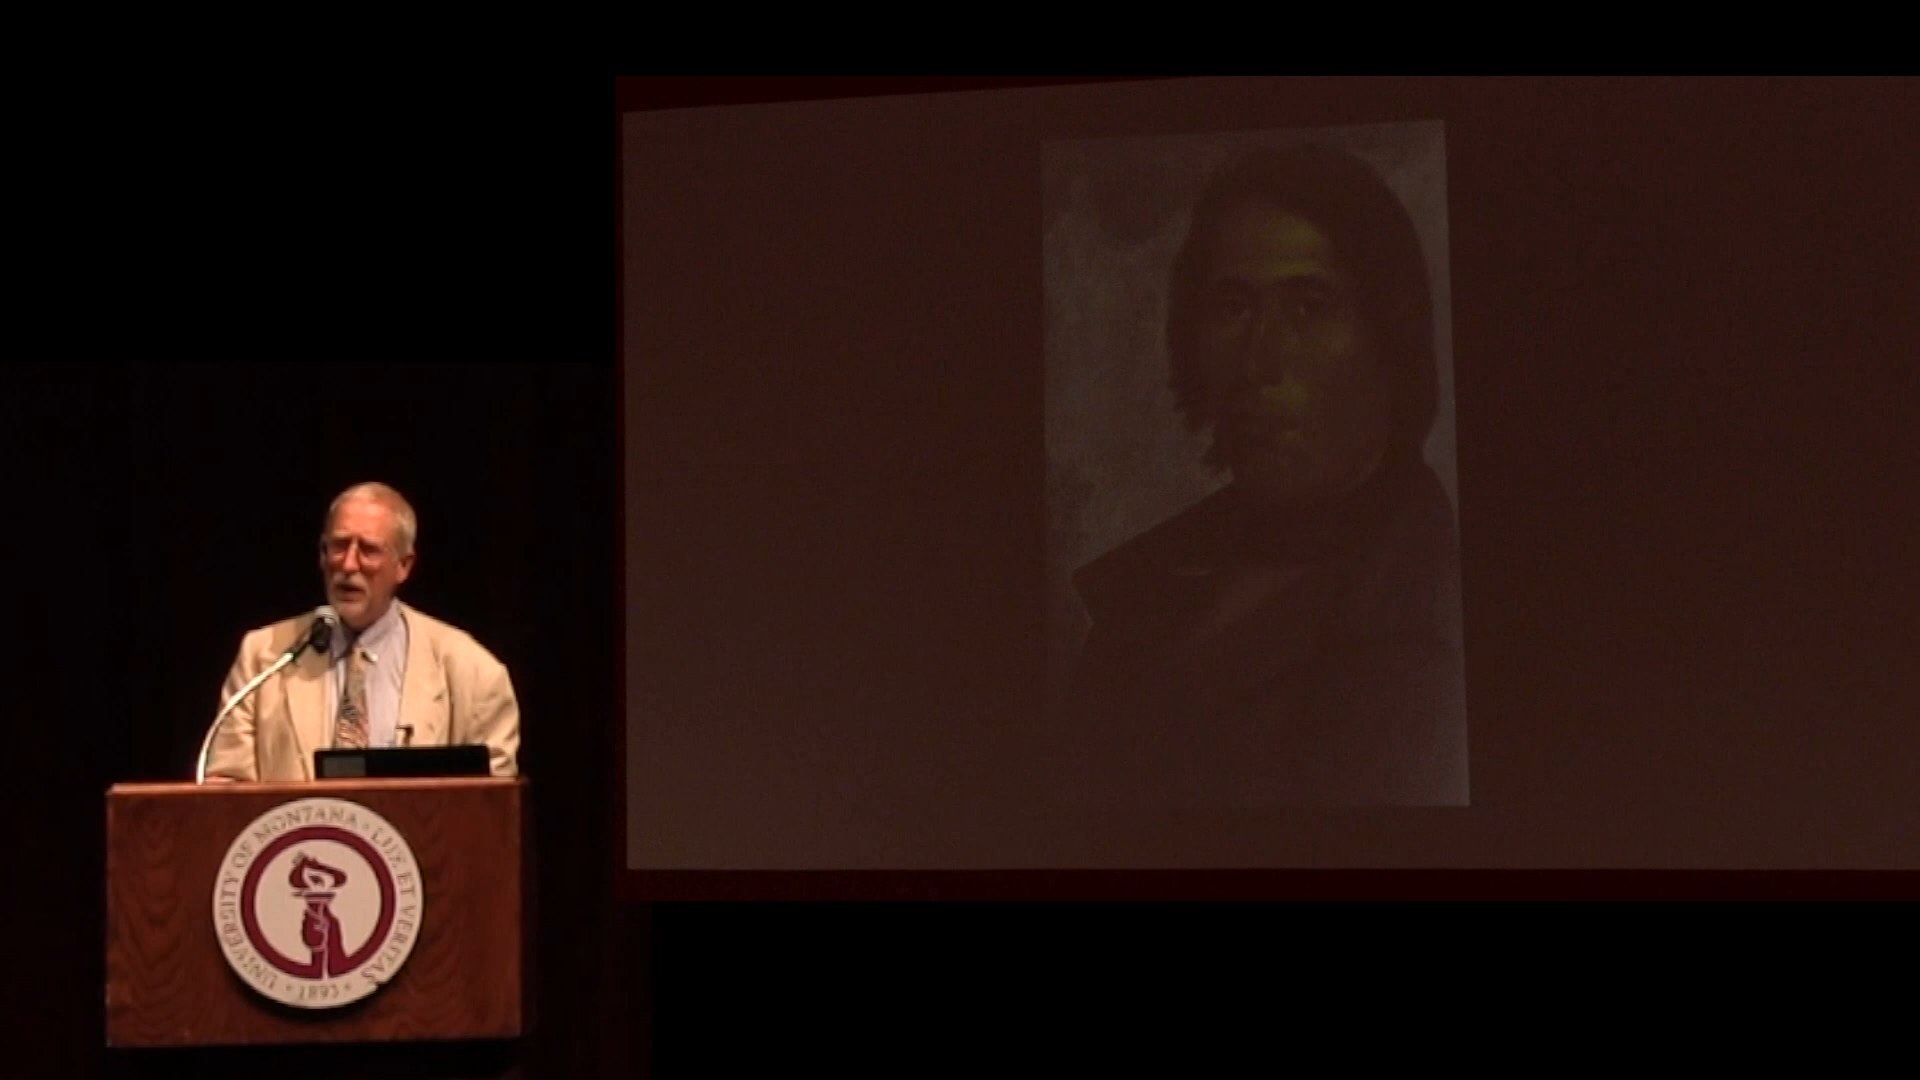 UNIVERSITY OF MONTANA · LUX ET VERITAS
· 1893 ·